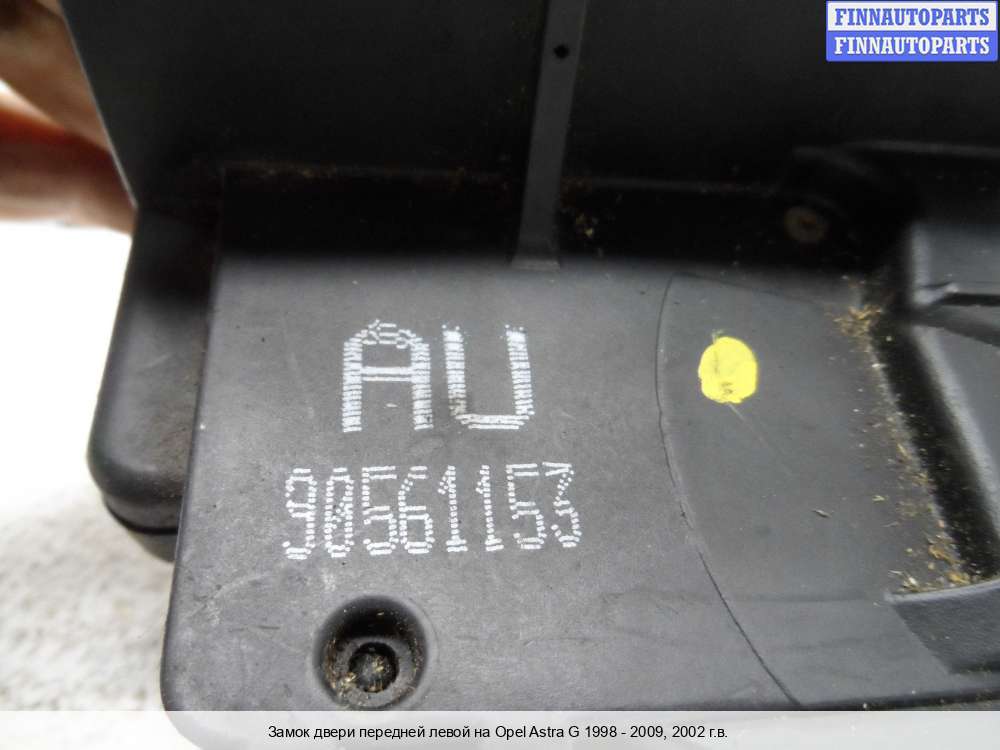 FINNAUTOPARTS
FINNAUTOPARTS
AU
90561153
Замок двери передней левой на Opel Astra G 1998 - 2009, 2002 г.в.